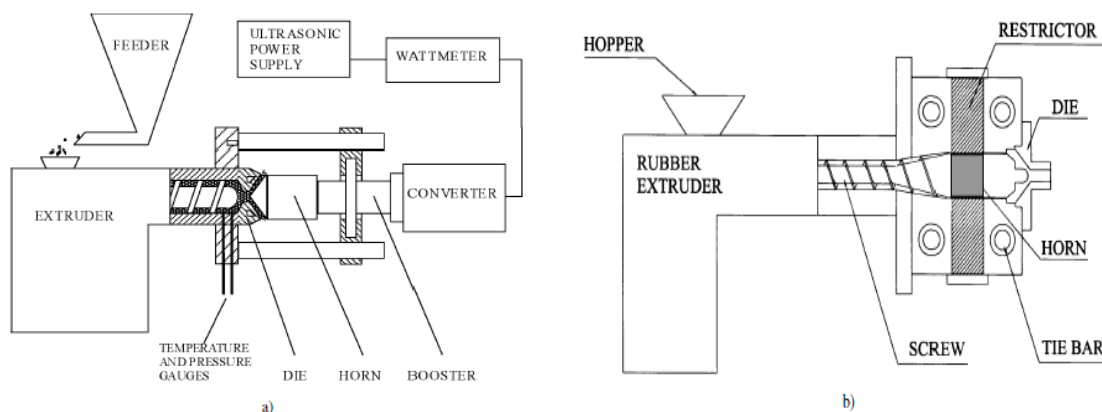 FEEDER
ULTRASONIC
POWER
SUPPLY
WATTMETER
CONVERTER
EXTRUDER
TEMPERATURE
AND PRESSURE
GAUGES
DIE
HORN
BOOSTER
a)
HOPPER
RESTRICTOR
DIE
RUBBER
EXTRUDER
HORN
SCREW
TIE BAR
b)